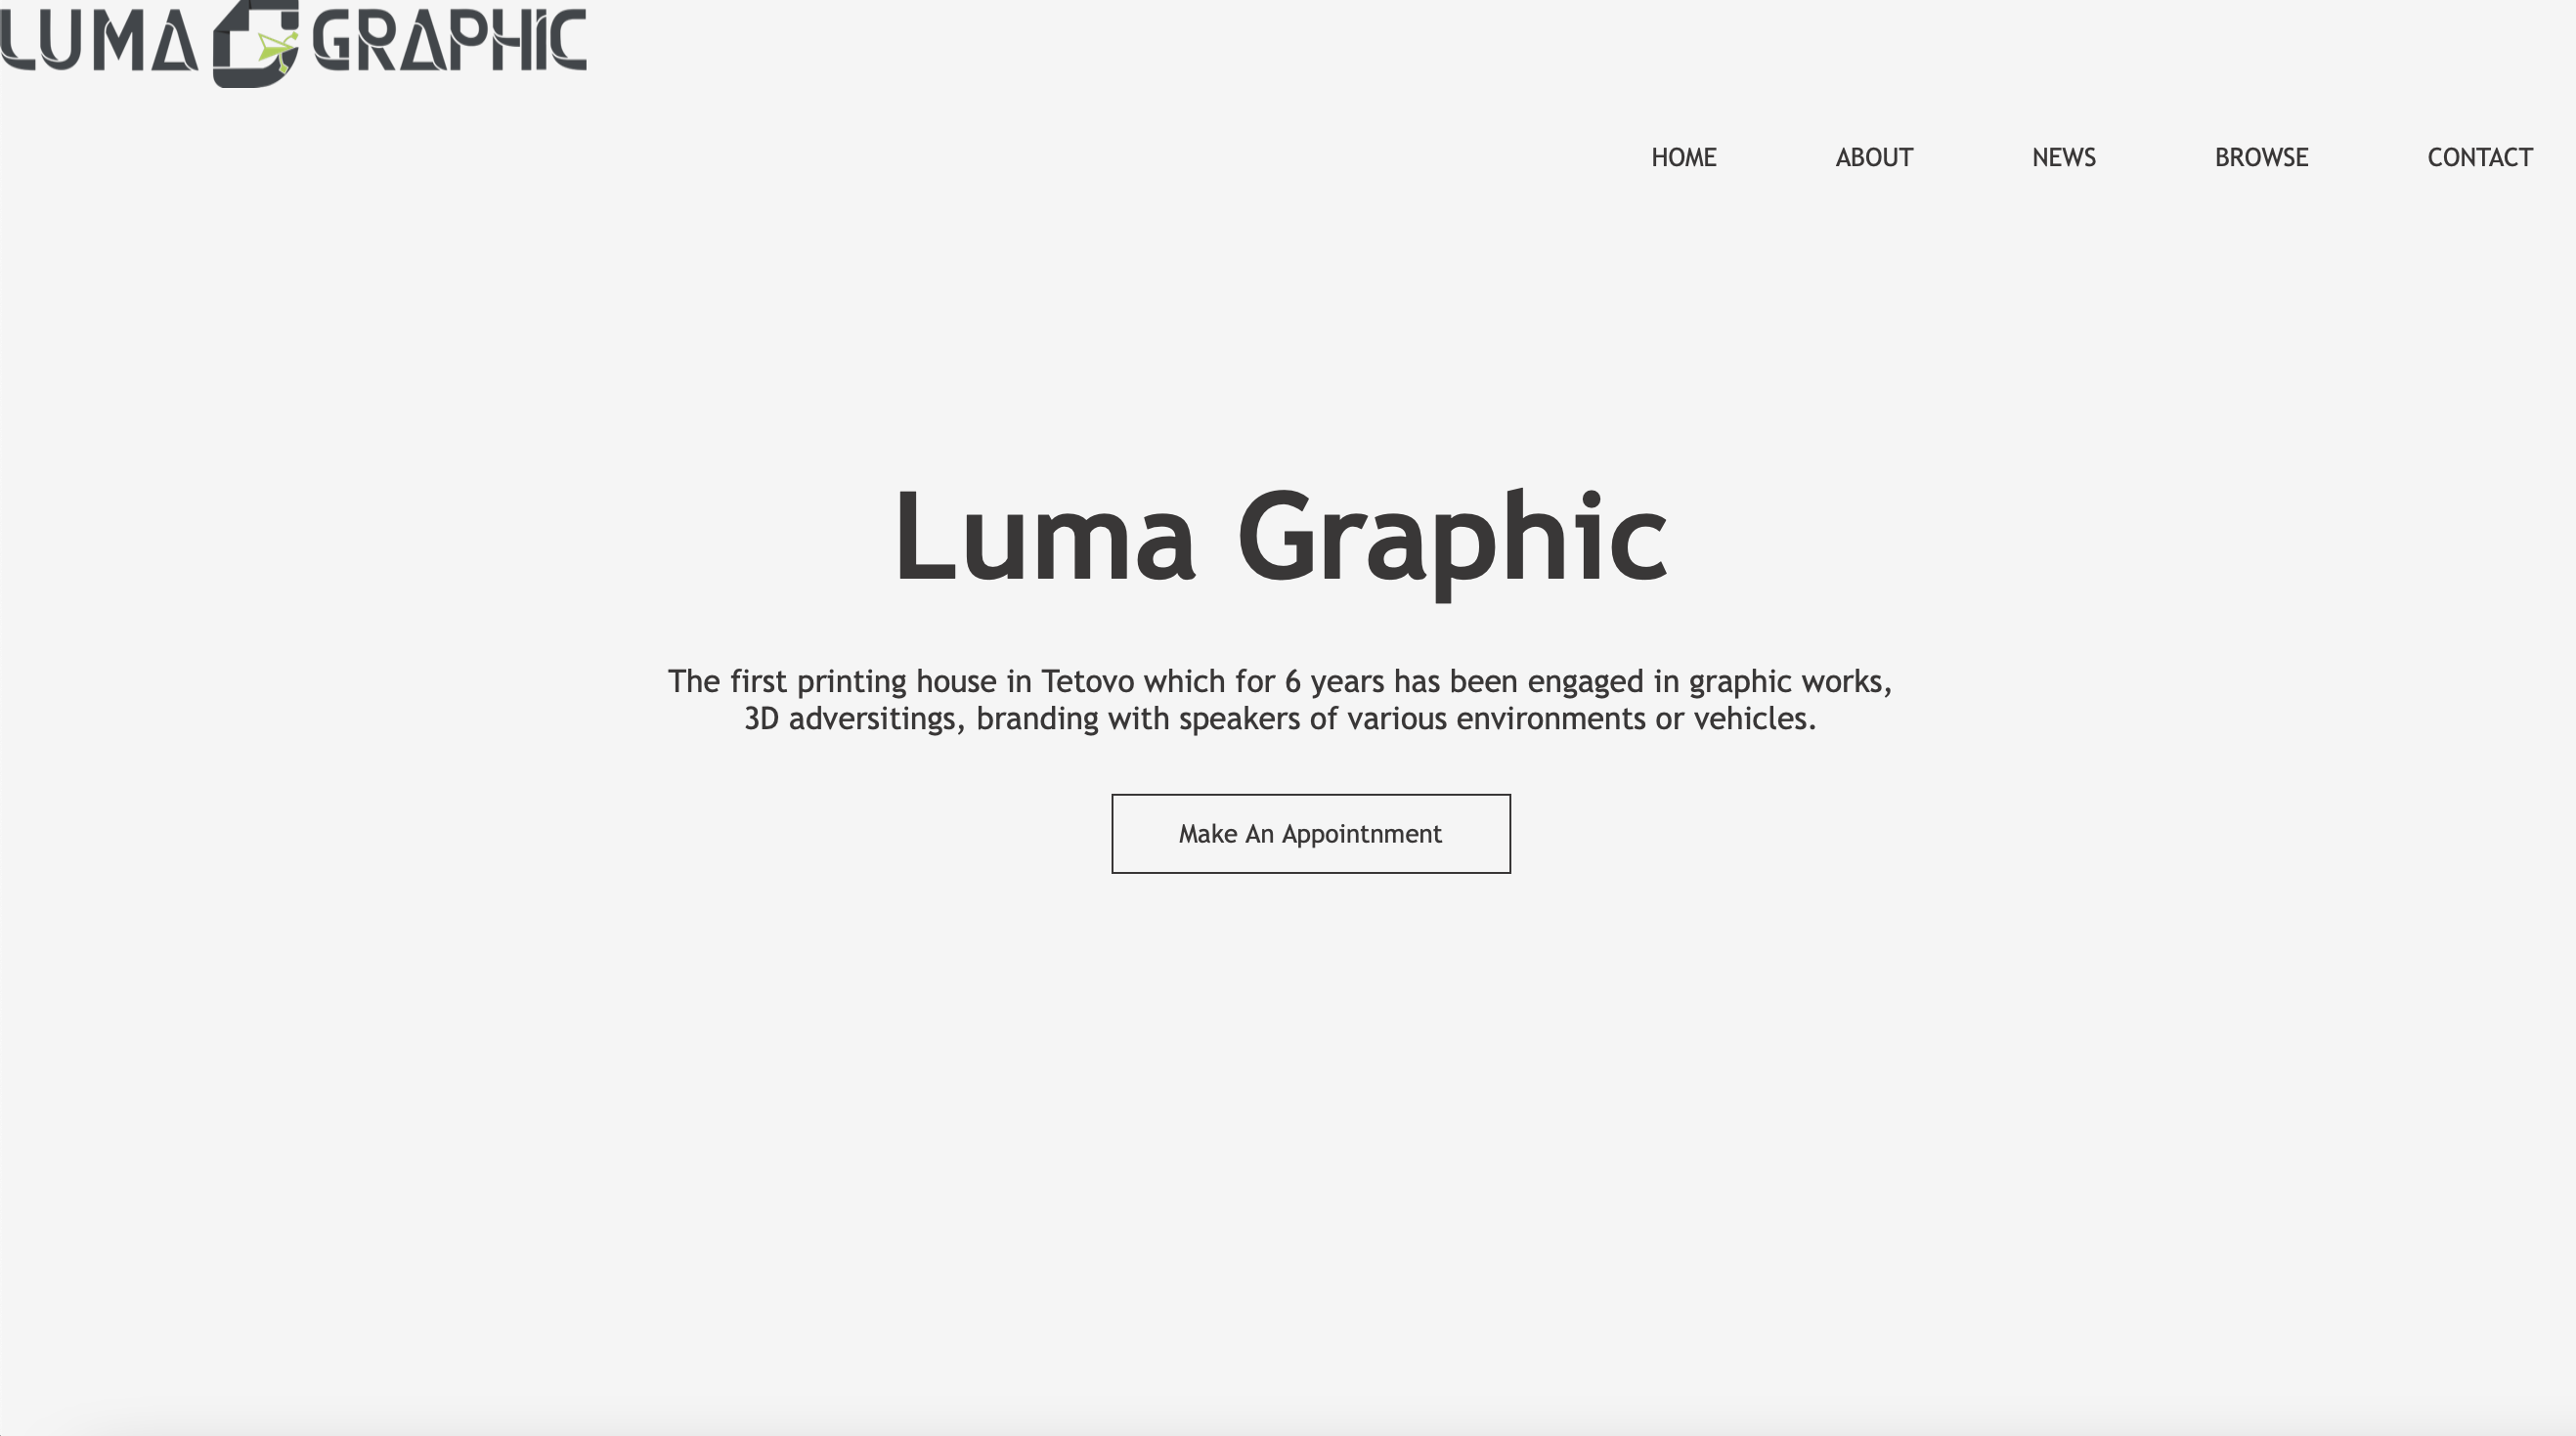 LUMA GRAPHIC
HOME ABOUT NEWS BROWSE CONTACT
Luma Graphic
The first printing house in Tetovo which for 6 years has been engaged in graphic works,
3D adversitings, branding with speakers of various environments or vehicles.
Make An Appointnment